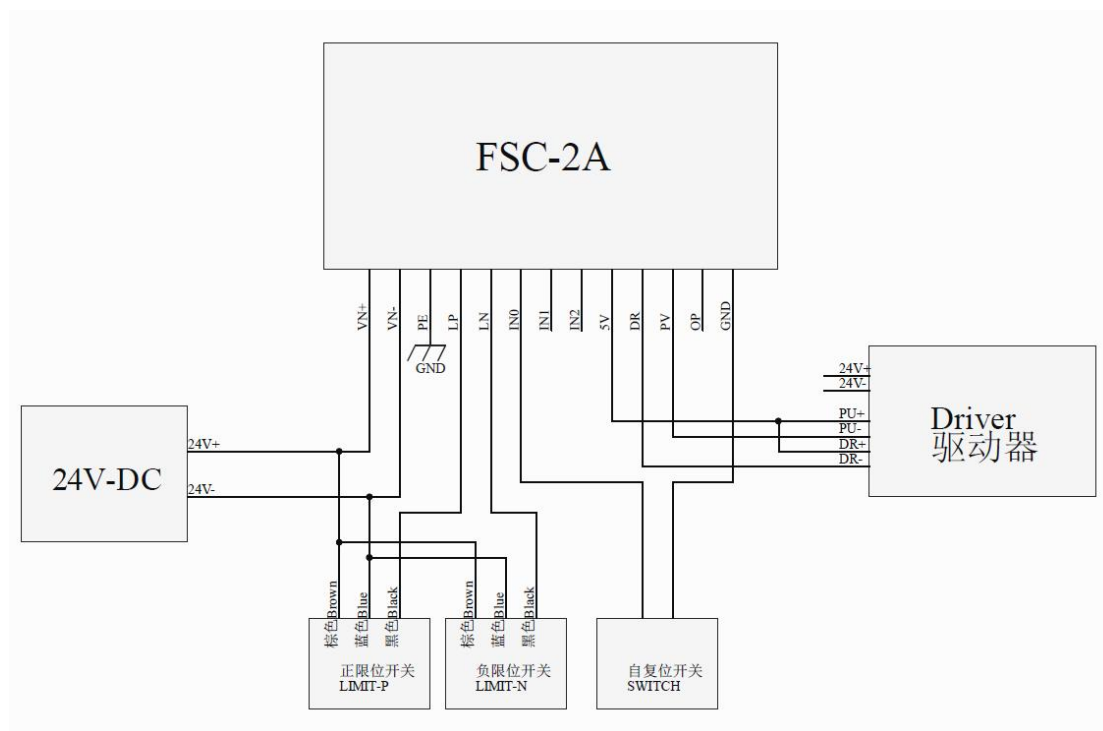 FSC-2A
VN+
VN-
PE
LP
LN
IN0
IN1
IN2
5V
DR
PV
OP
GND
GND
24V+
24V-
PU+
PU-
DR+
DR-
Driver
驱动器
24V-DC
24V+
24V-
棕色Brown
蓝色Blue
黑色Black
正限位开关
LIMIT-P
棕色Brown
蓝色Blue
黑色Black
负限位开关
LIMIT-N
自复位开关
SWITCH